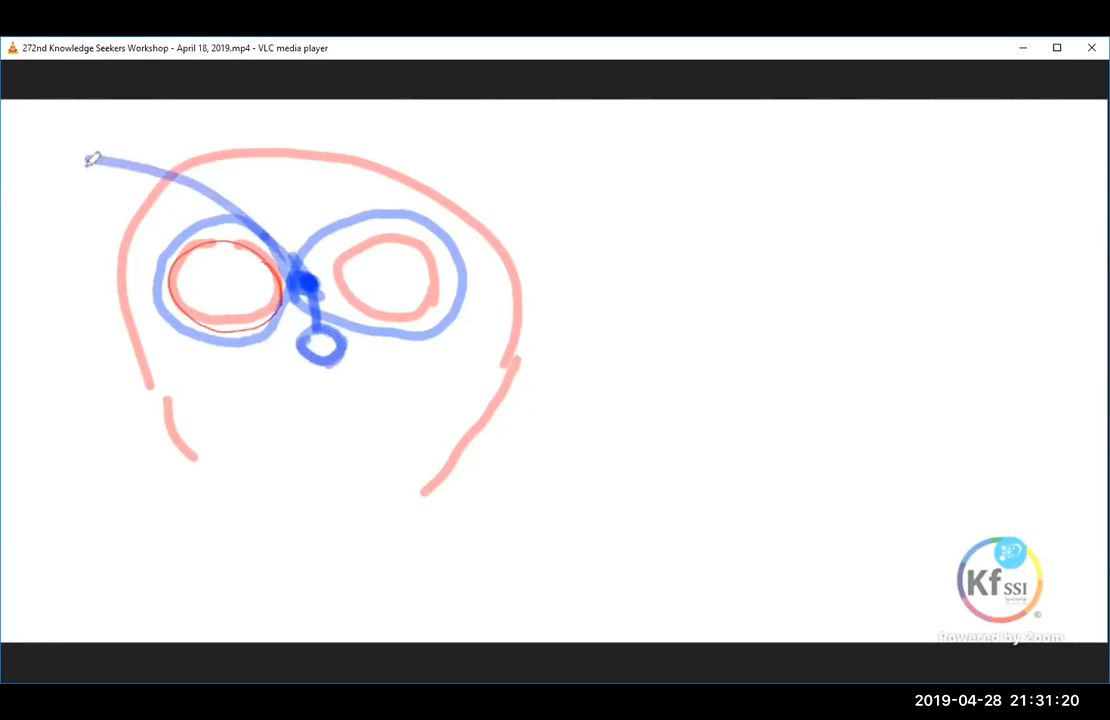 272nd Knowledge Seekers Workshop - April 18, 2019.mp4 - VLC media player
Kf SSI
©
Powered by Zoom
2019-04-28 21:31:20